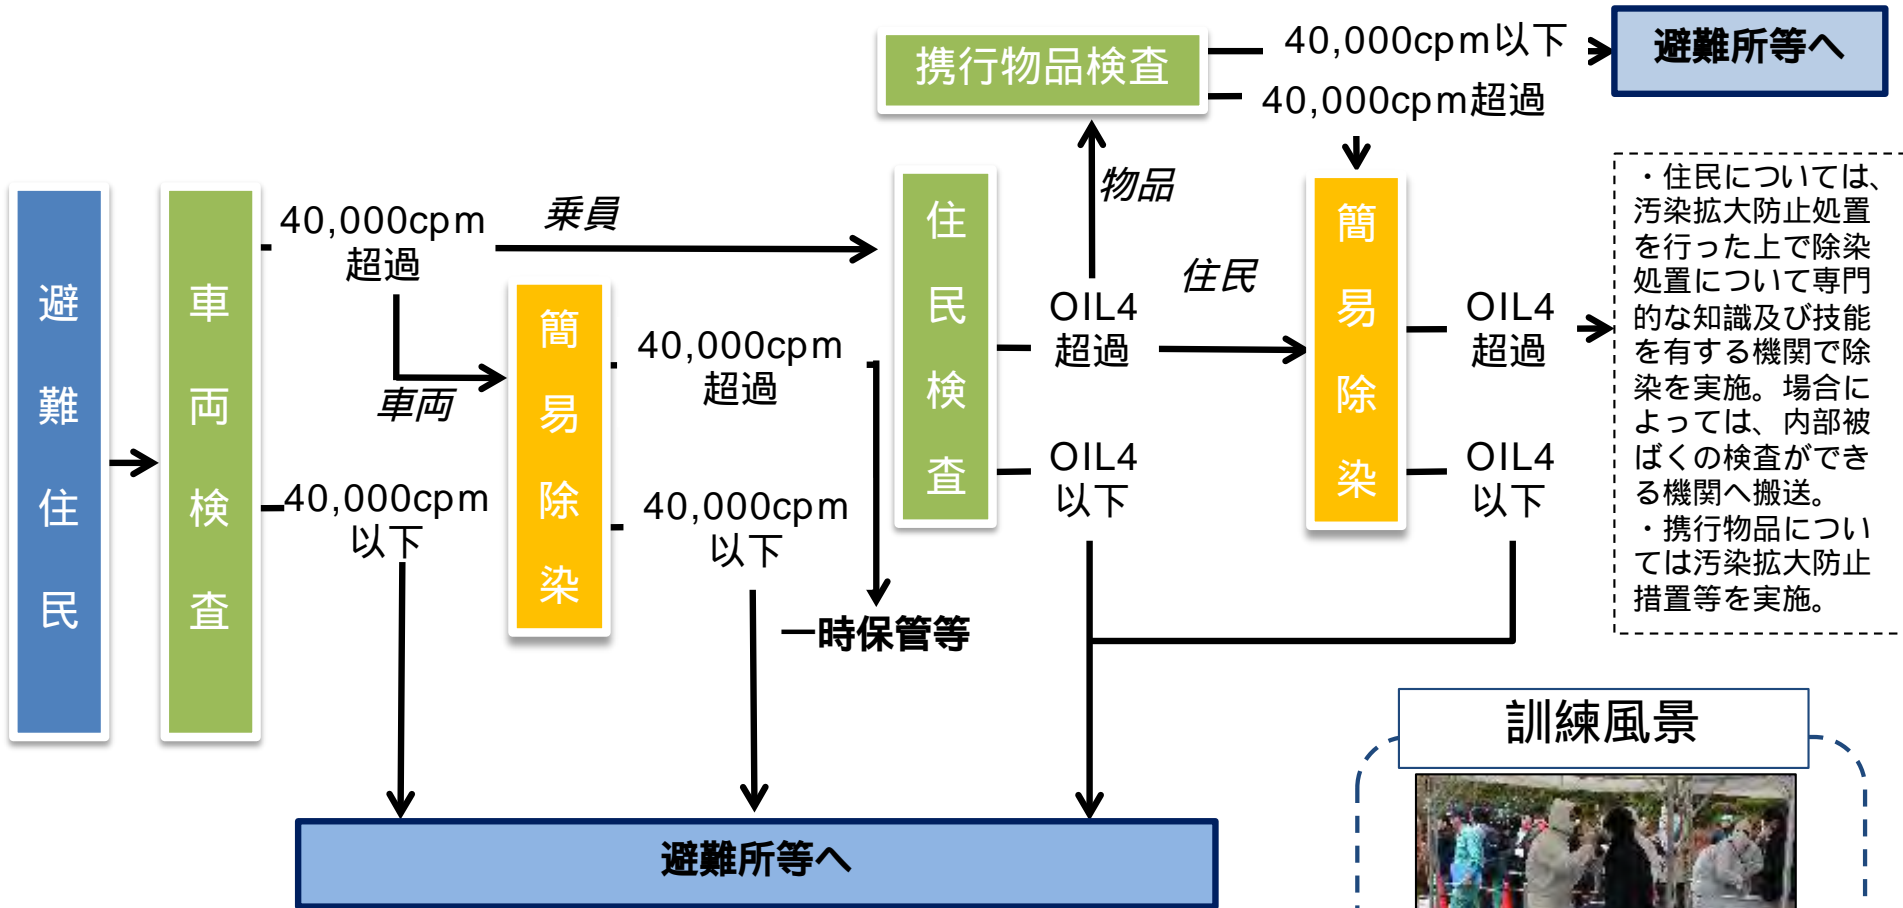 避難住民
車両検査
40,000cpm
超過
40,000cpm
以下
乗員
車両
簡易除染
40,000cpm
超過
40,000cpm
以下
一時保管等
住民検査
携行物品検査
40,000cpm以下
40,000cpm超過
避難所等へ
物品
住民
OIL4
超過
OIL4
以下
簡易除染
OIL4
超過
OIL4
以下
・住民については、
汚染拡大防止処置
を行った上で除染
処置について専門
的な知識及び技能
を有する機関で除
染を実施。場合に
よっては、内部被
ばくの検査ができ
る機関へ搬送。
・携行物品につい
ては汚染拡大防止
措置等を実施。
避難所等へ
訓練風景